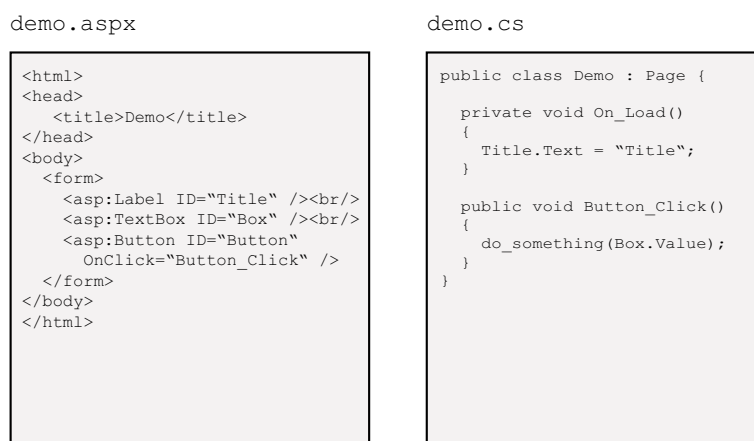 demo.aspx
<html>
<head>
<title>Demo</title>
</head>
<body>
<form>
<asp:Label ID=“Title“ /><br/>
<asp:TextBox ID=“Box“ /><br/>
<asp:Button ID=“Button“
OnClick=“Button_Click“ />
</form>
</body>
</html>
demo.cs
public class Demo : Page {
private void On_Load()
{
Title.Text = “Title“;
}
public void Button_Click()
{
do_something(Box.Value);
}
}